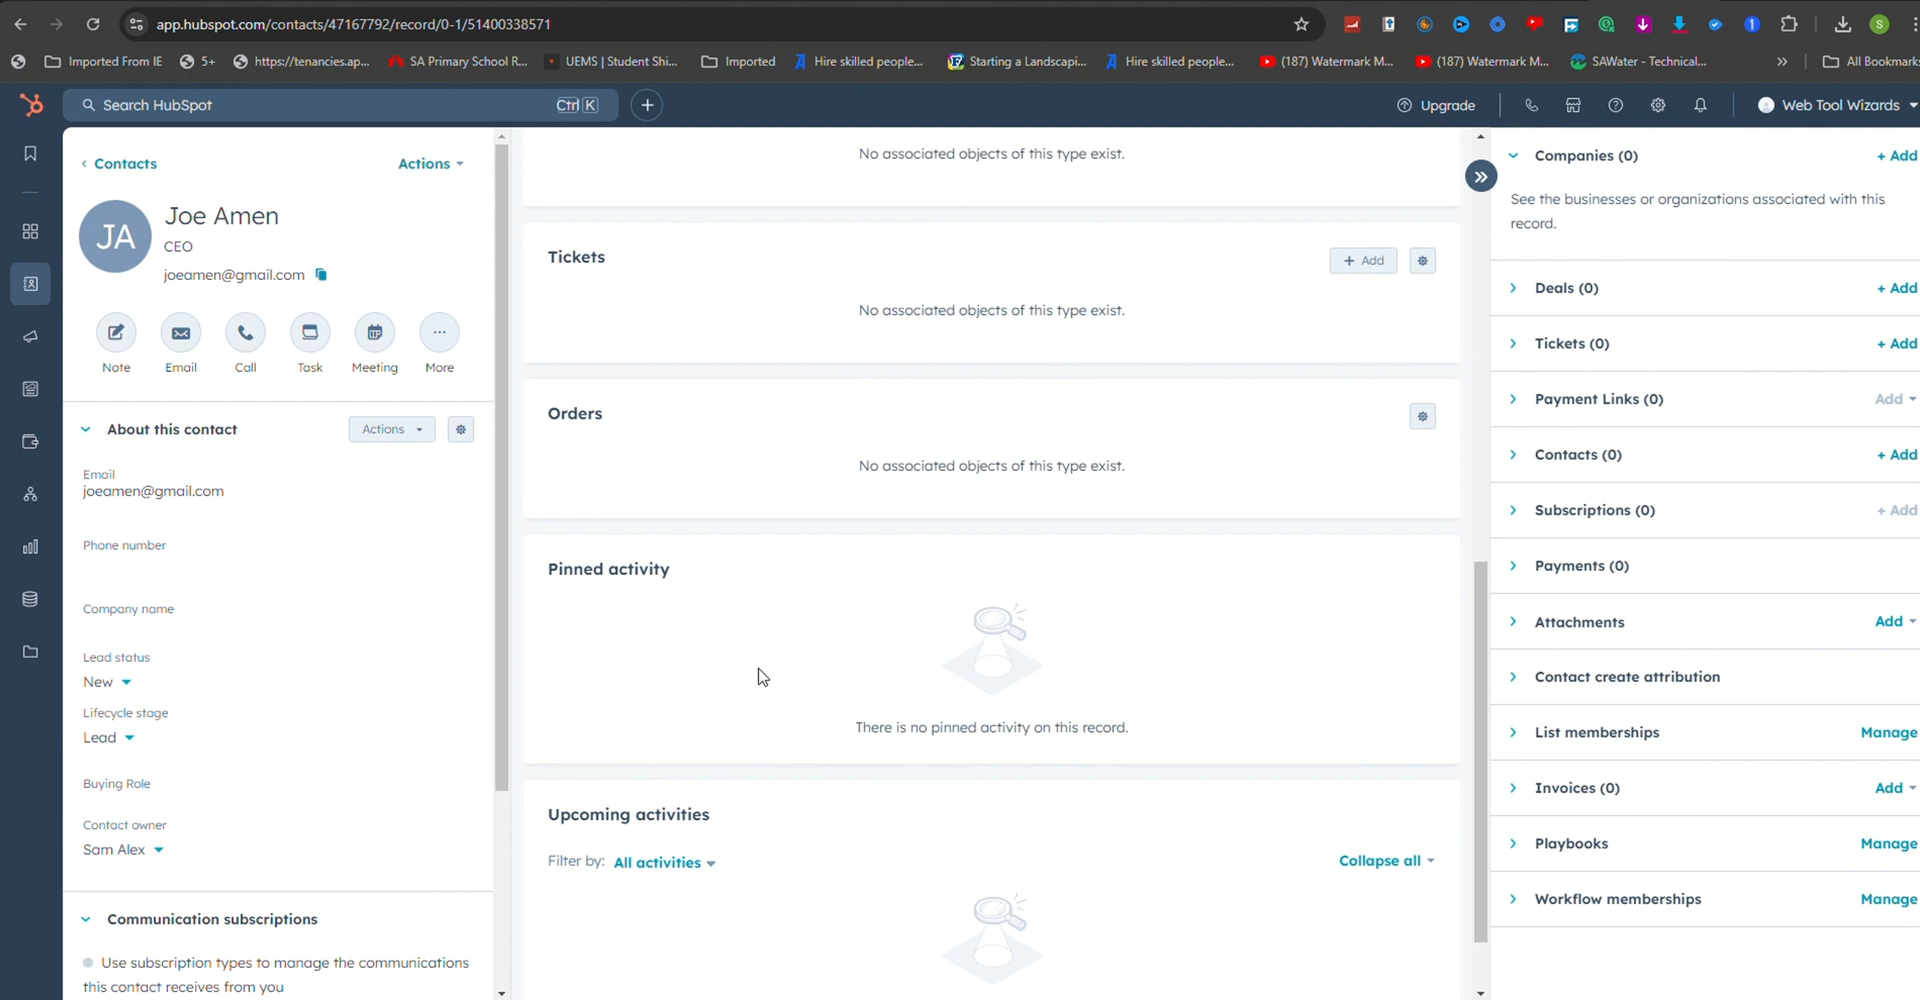 app.hubspot.com/contacts/47167792/record/0-1/51400338571
Imported From IE
5+
https://tenancies.ap...
SA Primary School R...
UEMS | Student Shi...
Imported
Hire skilled people...
Starting a Landscapi...
Hire skilled people...
(187) Watermark M...
(187) Watermark M...
SAWater - Technical...
»
All Bookmarks
Search HubSpot
Ctrl K
Upgrade
Web Tool Wizards
Contacts
Actions
JA
Joe Amen
CEO
joeamen@gmail.com
Note
Email
Call
Task
Meeting
More
About this contact
Actions
Email
joeamen@gmail.com
Phone number
Company name
Lead status
New
Lifecycle stage
Lead
Buying Role
Contact owner
Sam Alex
Communication subscriptions
Use subscription types to manage the communications
this contact receives from you
No associated objects of this type exist.
Tickets
+ Add
No associated objects of this type exist.
Orders
No associated objects of this type exist.
Pinned activity
There is no pinned activity on this record.
Upcoming activities
Filter by: All activities
Collapse all
Companies (0)
+ Add
See the businesses or organizations associated with this
record.
Deals (0)
+ Add
Tickets (0)
+ Add
Payment Links (0)
Add
Contacts (0)
+ Add
Subscriptions (0)
+ Add
Payments (0)
Attachments
Add
Contact create attribution
List memberships
Manage
Invoices (0)
Add
Playbooks
Manage
Workflow memberships
Manage